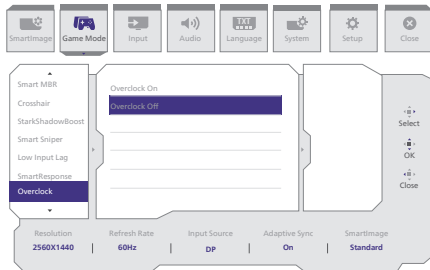 SmartImage
Game Mode
Input
Audio
TXT
Language
System
Setup
Close
Smart MBR
Crosshair
StarkShadowBoost
Smart Sniper
Low Input Lag
SmartResponse
Overclock
Overclock On
Overclock Off
Select
OK
Close
Resolution
Refresh Rate
Input Source
Adaptive Sync
SmartImage
2560X1440
60Hz
DP
On
Standard